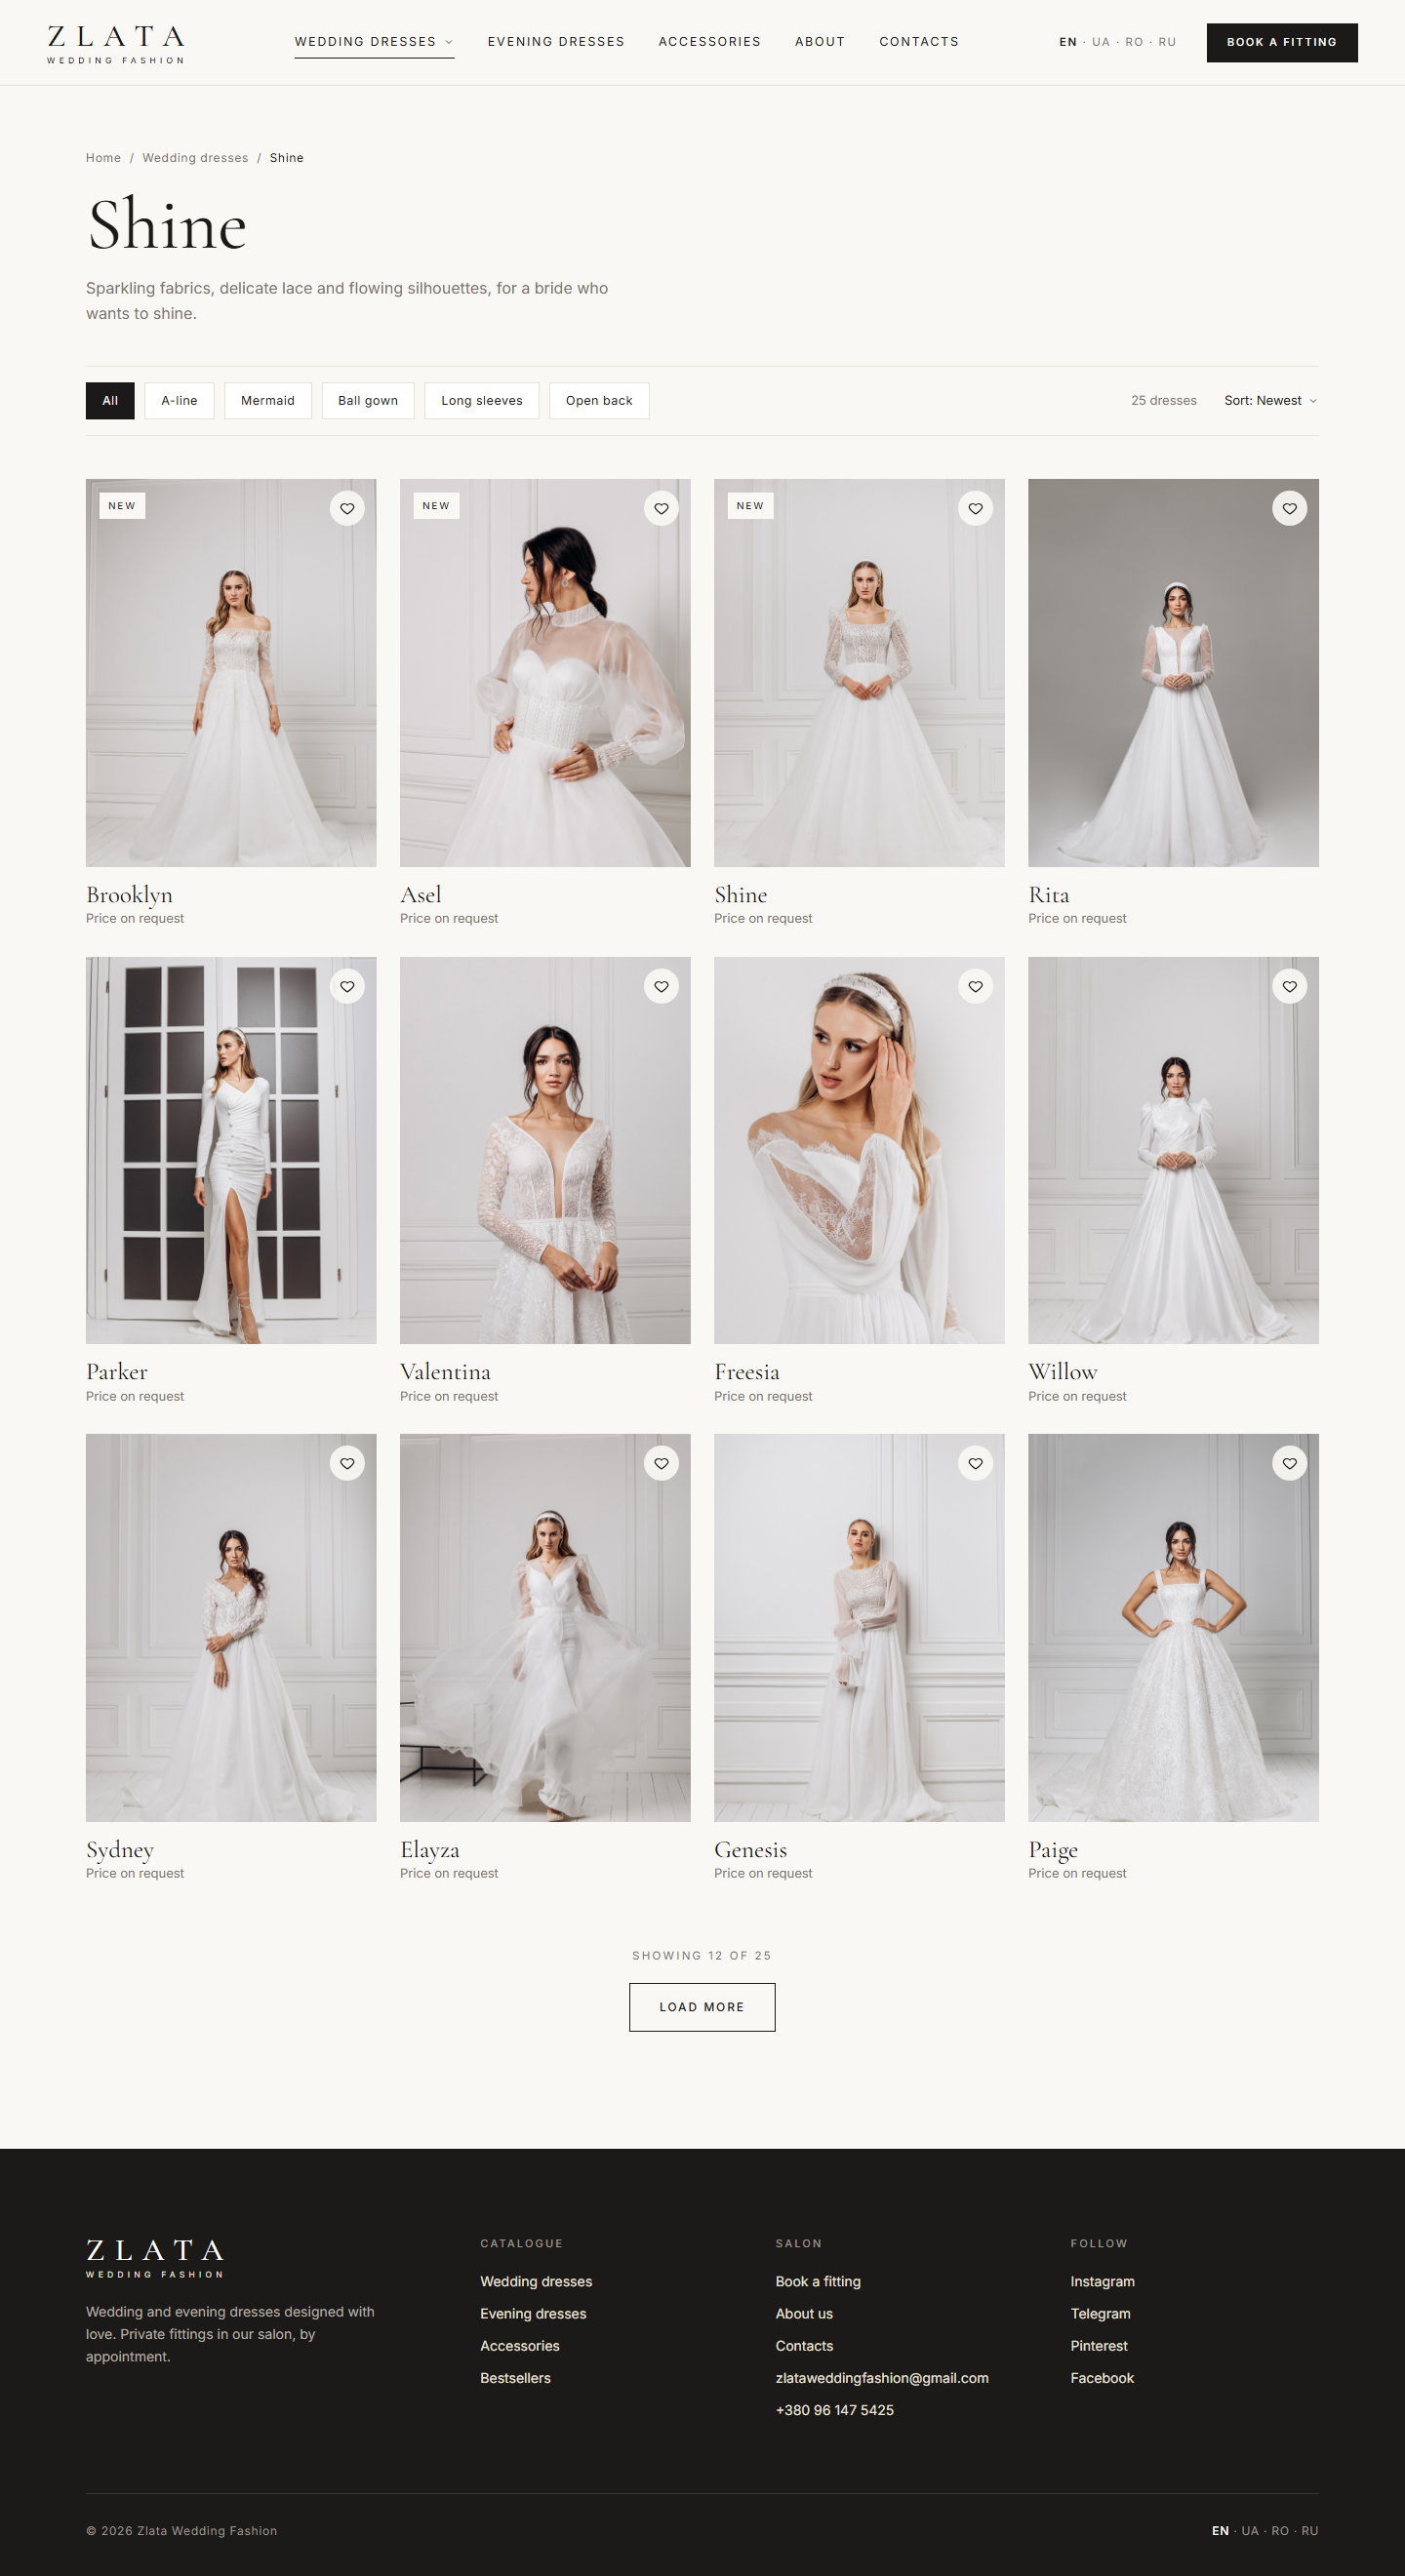 ZLATA
WEDDING FASHION
WEDDING DRESSES
EVENING DRESSES
ACCESSORIES
ABOUT
CONTACTS
EN · UA · RO · RU
BOOK A FITTING
Home / Wedding dresses / Shine
Shine
Sparkling fabrics, delicate lace and flowing silhouettes, for a bride who
wants to shine.
All
A-line
Mermaid
Ball gown
Long sleeves
Open back
25 dresses
Sort: Newest
NEW
NEW
NEW
Brooklyn
Price on request
Asel
Price on request
Shine
Price on request
Rita
Price on request
Parker
Price on request
Valentina
Price on request
Freesia
Price on request
Willow
Price on request
Sydney
Price on request
Elayza
Price on request
Genesis
Price on request
Paige
Price on request
SHOWING 12 OF 25
LOAD MORE
ZLATA
WEDDING FASHION
Wedding and evening dresses designed with
love. Private fittings in our salon, by
appointment.
CATALOGUE
Wedding dresses
Evening dresses
Accessories
Bestsellers
SALON
Book a fitting
About us
Contacts
zlataweddingfashion@gmail.com
+380 96 147 5425
FOLLOW
Instagram
Telegram
Pinterest
Facebook
© 2026 Zlata Wedding Fashion
EN · UA · RO · RU